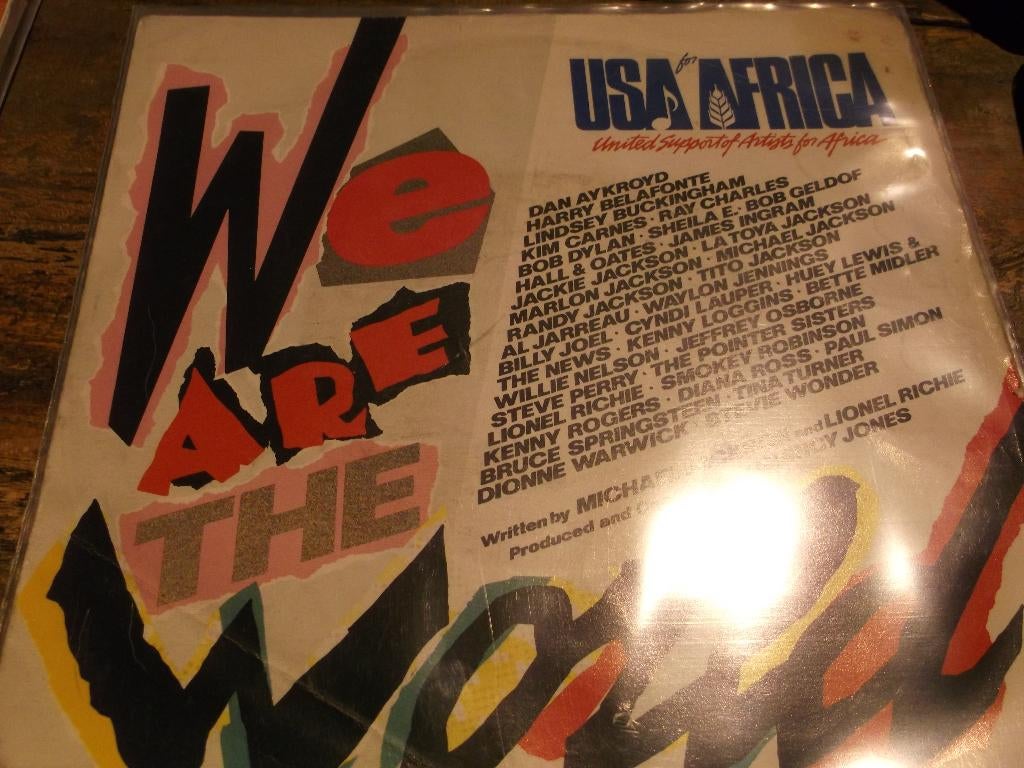 We
ARE
THE
World
USA for AFRICA
United Support of Artists for Africa
DAN AYKROYD
HARRY BELAFONTE
LINDSEY BUCKINGHAM
KIM CARNES · RAY CHARLES
BOB DYLAN · SHEILA E. · BOB GELDOF
HALL & OATES · JAMES INGRAM
JACKIE JACKSON · LA TOYA JACKSON
MARLON JACKSON · MICHAEL JACKSON
RANDY JACKSON · TITO JACKSON
AL JARREAU · WAYLON JENNINGS
BILLY JOEL · CYNDI LAUPER · HUEY LEWIS &
THE NEWS · KENNY LOGGINS · BETTE MIDLER
WILLIE NELSON · JEFFREY OSBORNE
STEVE PERRY · THE POINTER SISTERS
LIONEL RICHIE · SMOKEY ROBINSON
KENNY ROGERS · DIANA ROSS · PAUL SIMON
BRUCE SPRINGSTEEN · TINA TURNER
DIONNE WARWICK · STEVIE WONDER
Written by MICHAEL and LIONEL RICHIE
Produced and JONES